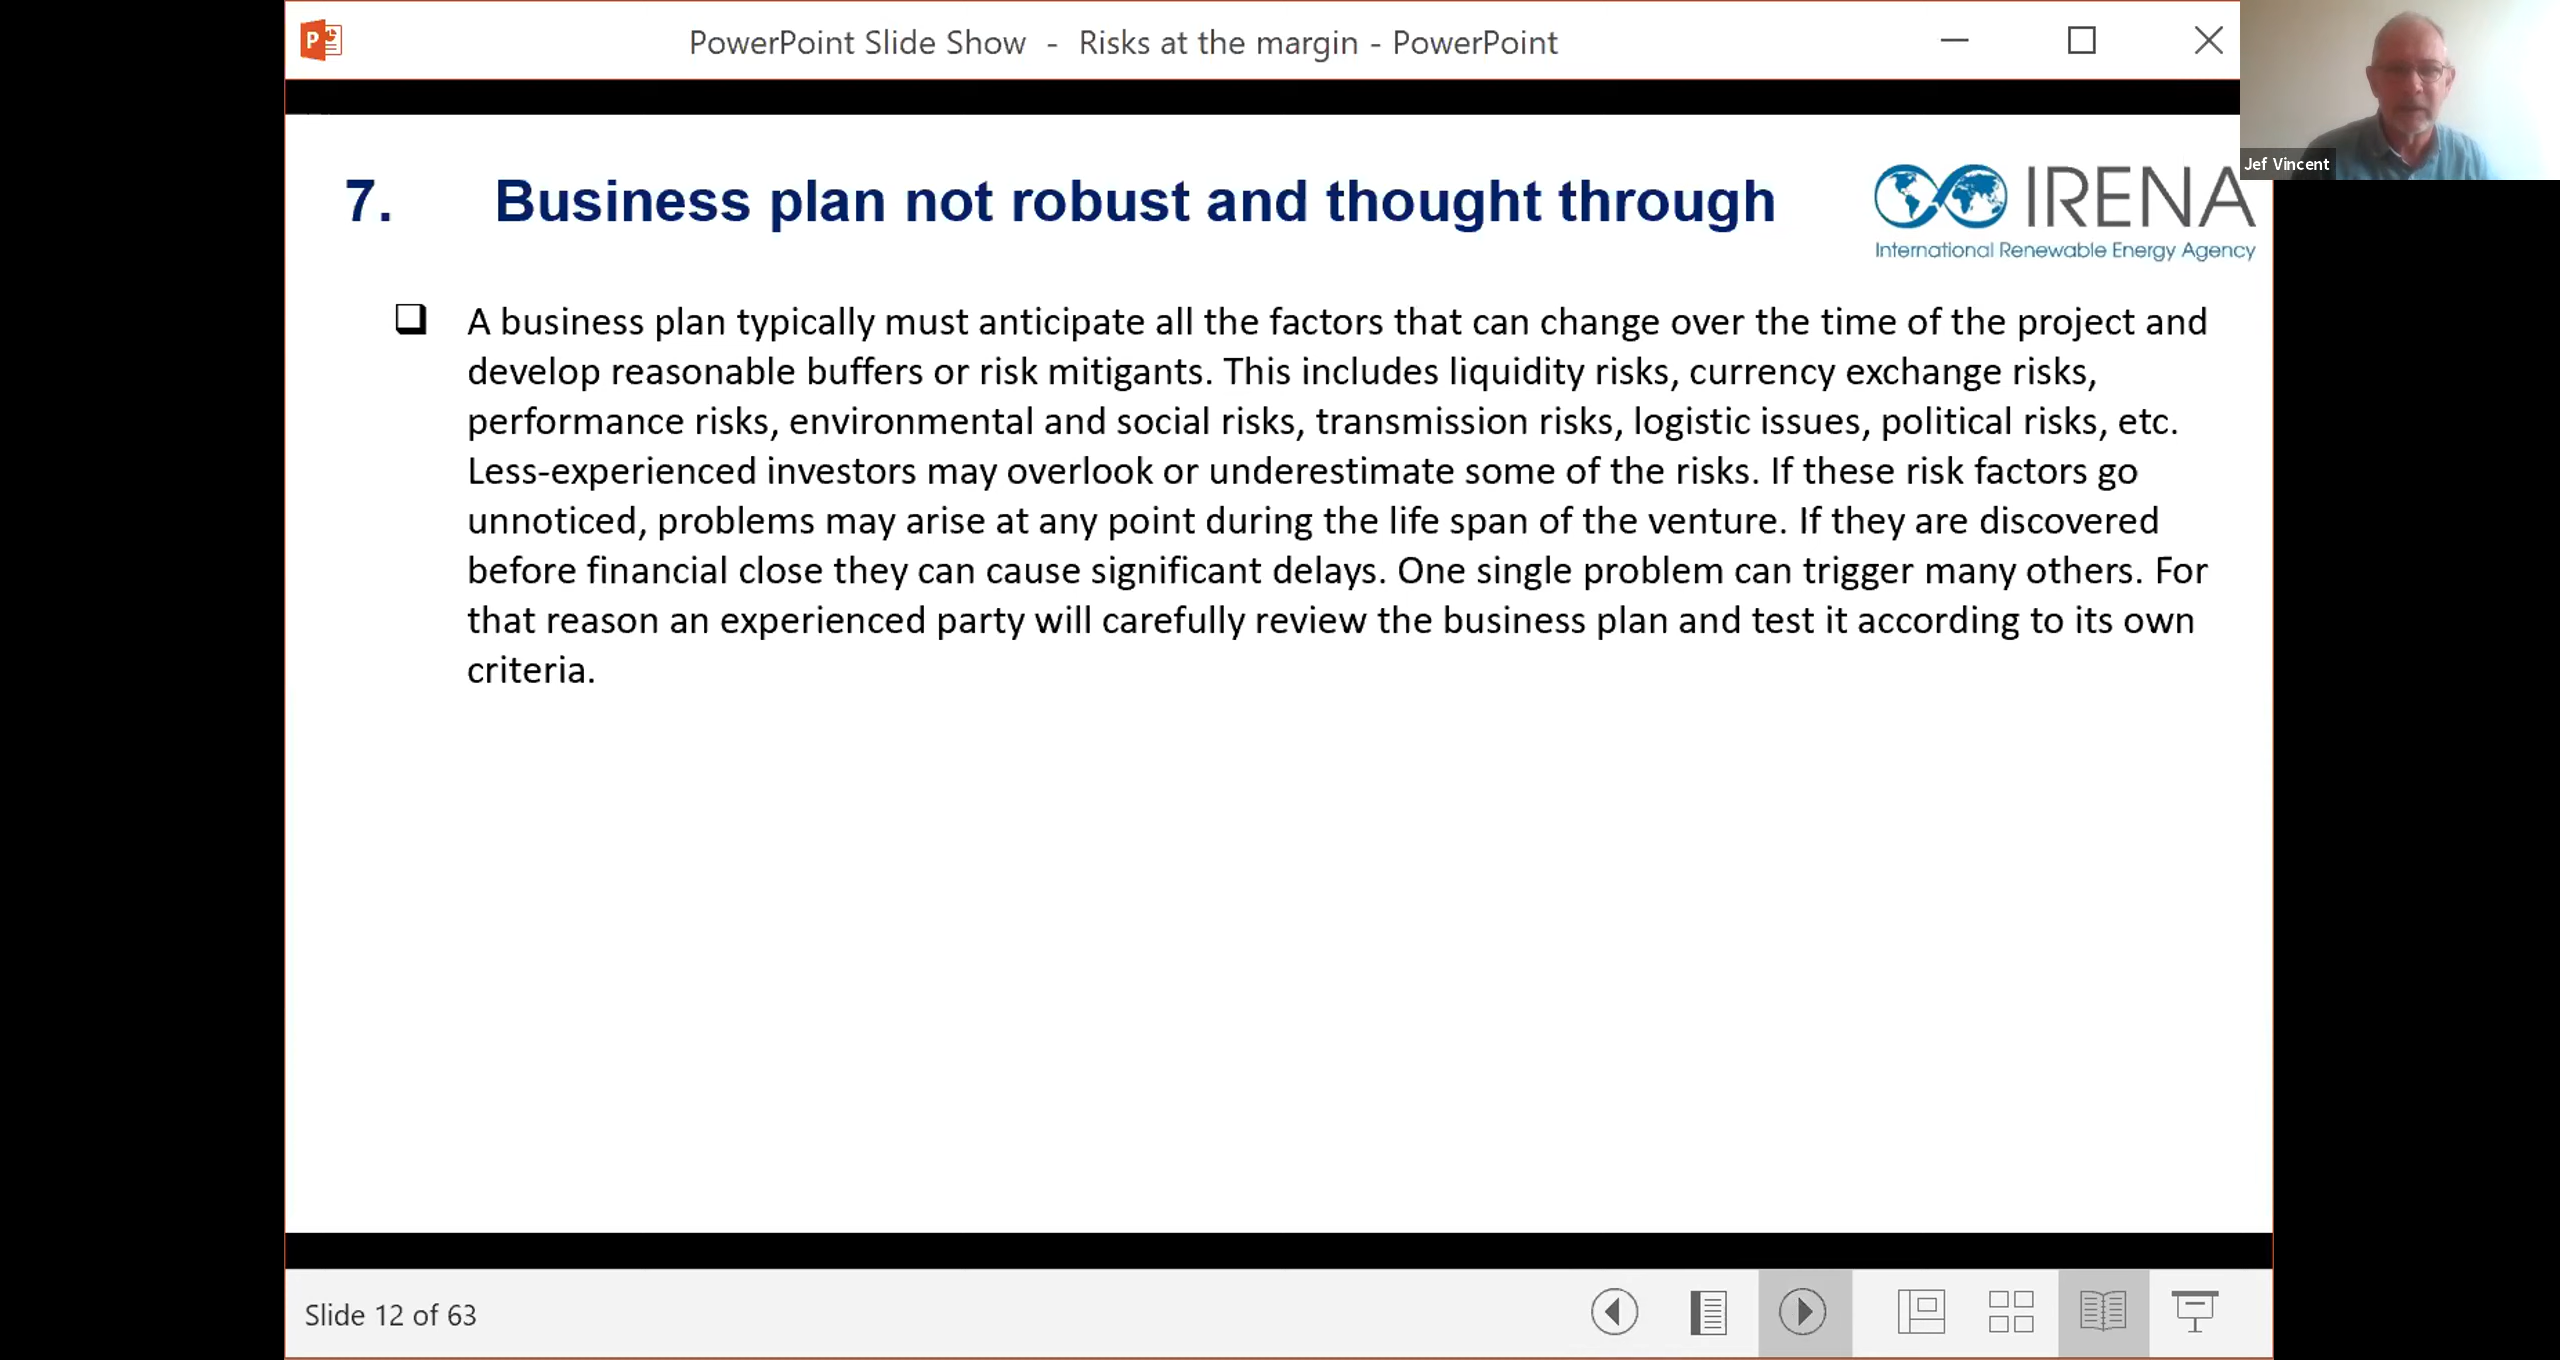 PowerPoint Slide Show - Risks at the margin - PowerPoint
Jef Vincent
7. Business plan not robust and thought through
IRENA
International Renewable Energy Agency
A business plan typically must anticipate all the factors that can change over the time of the project and
develop reasonable buffers or risk mitigants. This includes liquidity risks, currency exchange risks,
performance risks, environmental and social risks, transmission risks, logistic issues, political risks, etc.
Less-experienced investors may overlook or underestimate some of the risks. If these risk factors go
unnoticed, problems may arise at any point during the life span of the venture. If they are discovered
before financial close they can cause significant delays. One single problem can trigger many others. For
that reason an experienced party will carefully review the business plan and test it according to its own
criteria.
Slide 12 of 63